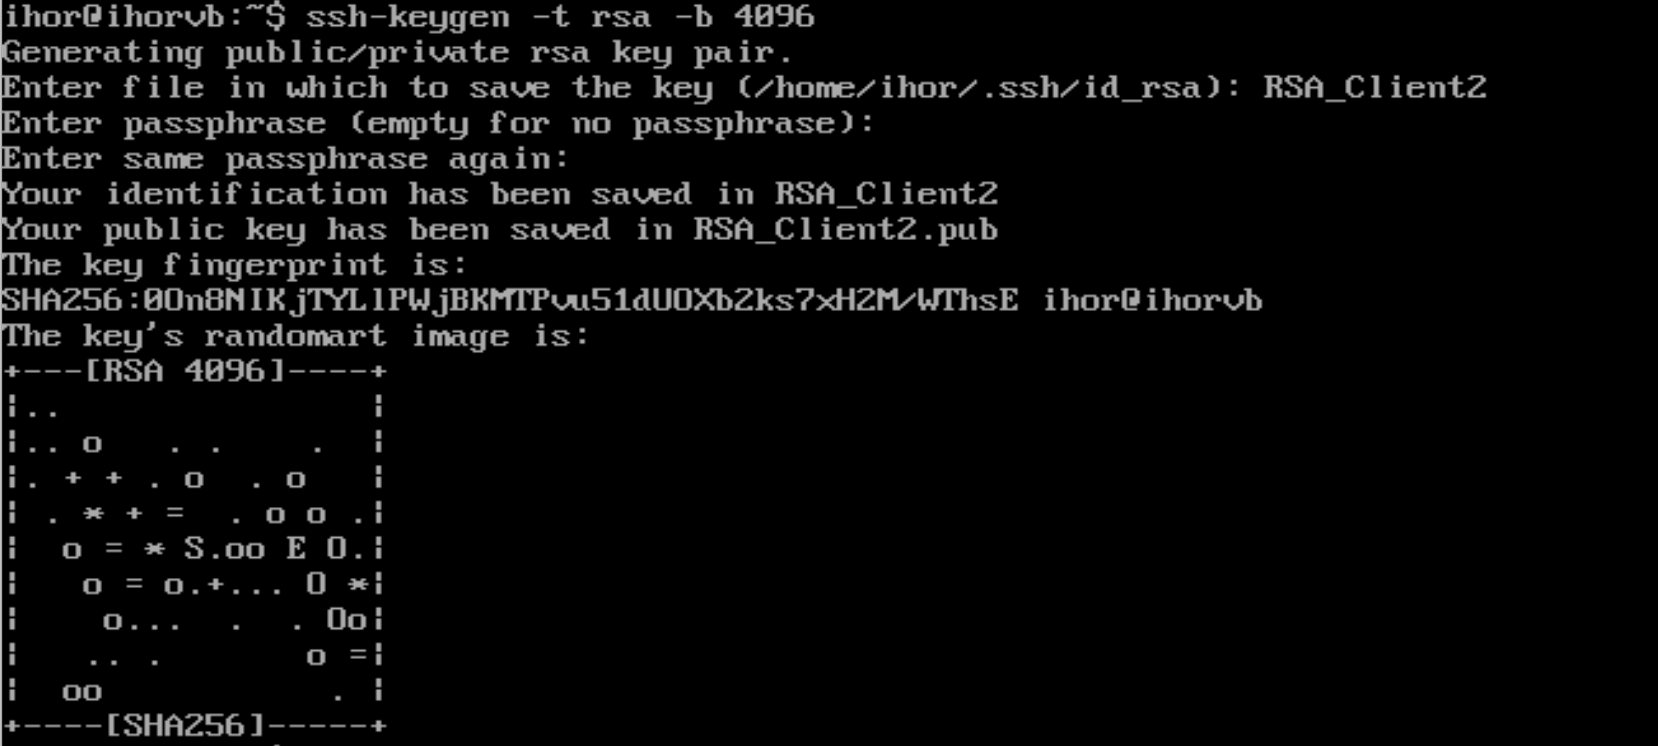 ihor@ihorvb:~$ ssh-keygen -t rsa -b 4096
Generating public/private rsa key pair.
Enter file in which to save the key (/home/ihor/.ssh/id_rsa): RSA_Client2
Enter passphrase (empty for no passphrase):
Enter same passphrase again:
Your identification has been saved in RSA_Client2
Your public key has been saved in RSA_Client2.pub
The key fingerprint is:
SHA256:0On8NIKjTYLlPWjBKMTPvu51dUOXb2ks7xH2M/WThsE ihor@ihorvb
The key's randomart image is:
+---[RSA 4096]----+
|..               |
|.. o   . .    .  |
|. + + . o  . o   |
| . * + =  . o o .|
|  o = * S.oo E O.|
|   o = o.+... O *|
|    o...  .  . Oo|
|    .. .       o =|
|  oo           . |
+----[SHA256]-----+